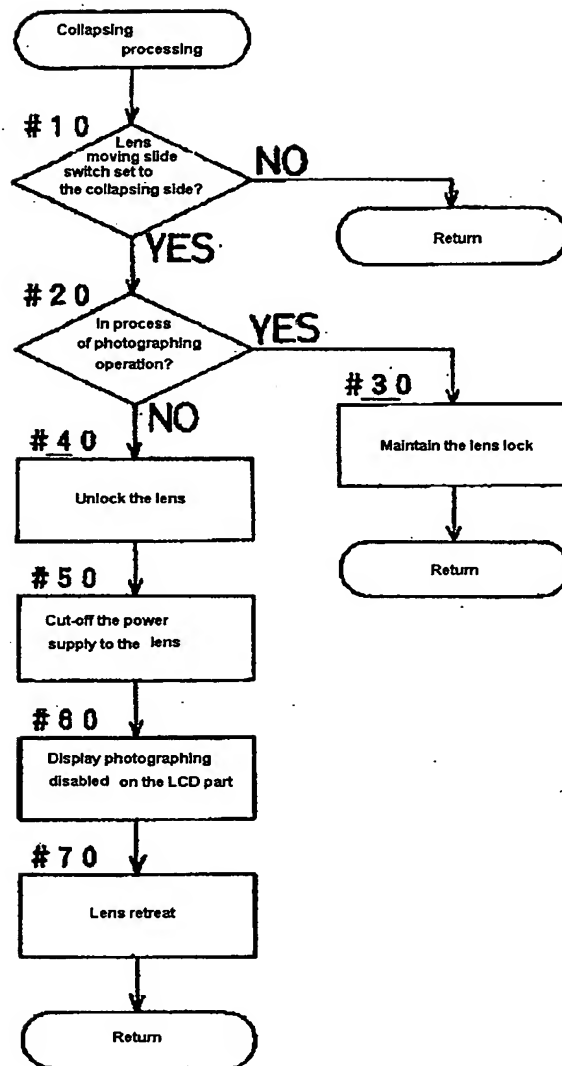 Collapsing
processing
#10
Lens
moving slide
switch set to
the collapsing side?
NO
Return
YES
#20
In process
of photographing
operation?
YES
#30
Maintain the lens lock
Return
NO
#40
Unlock the lens
#50
Cut-off the power
supply to the lens
#80
Display photographing
disabled on the LCD part
#70
Lens retreat
Return